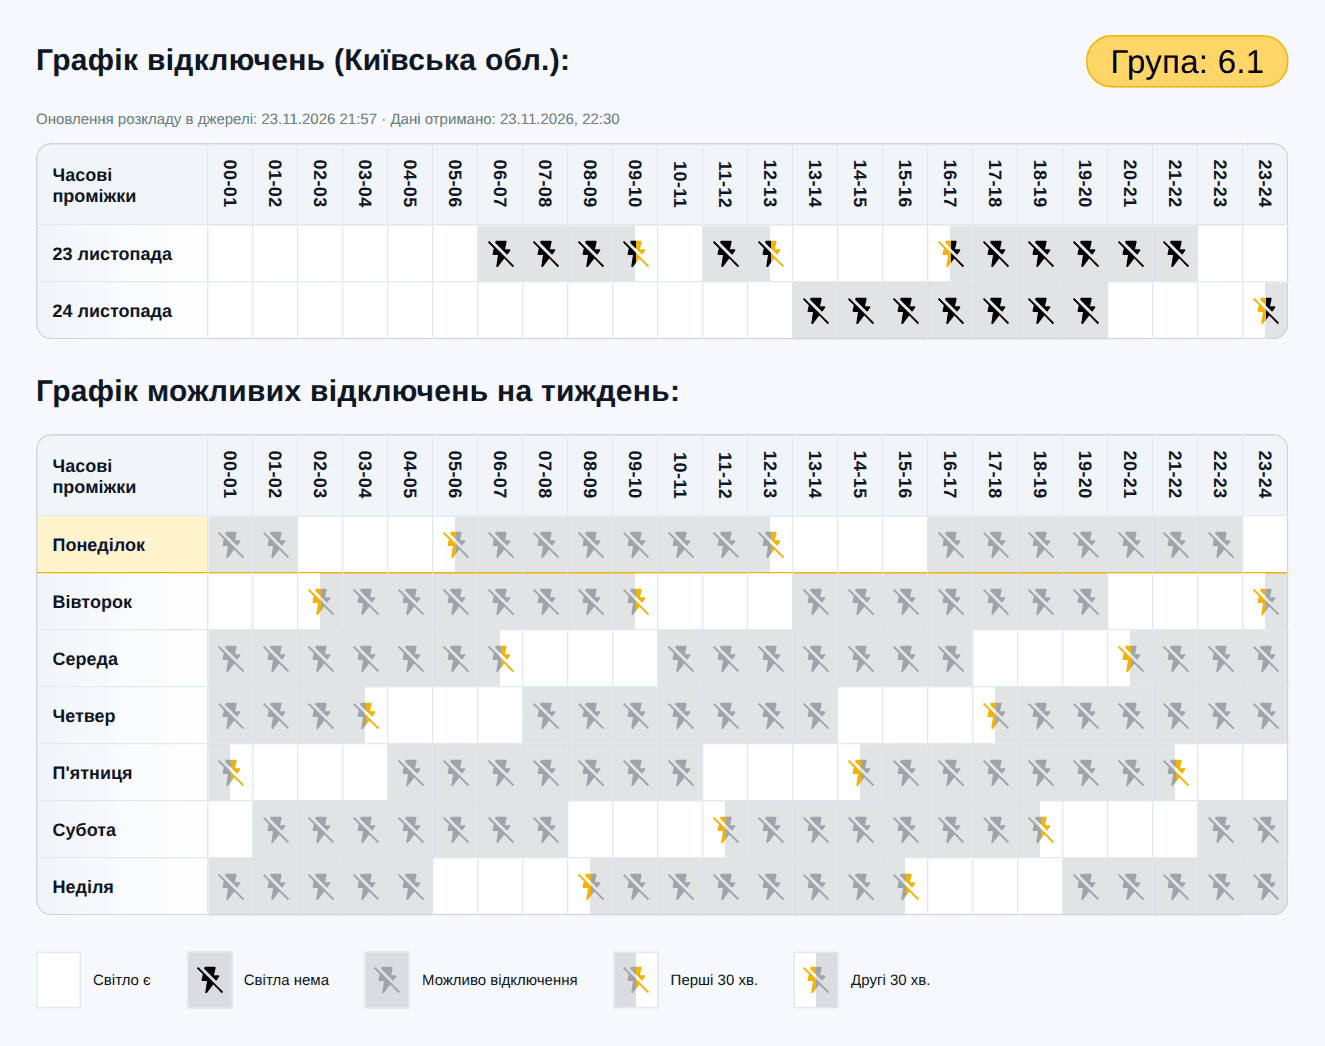 Графік відключень (Київська обл.):
Група: 6.1
Оновлення розкладу в джерелі: 23.11.2026 21:57 · Дані отримано: 23.11.2026, 22:30
Часові
проміжки
00-01 01-02 02-03 03-04 04-05 05-06 06-07 07-08 08-09 09-10 10-11 11-12 12-13 13-14 14-15 15-16 16-17 17-18 18-19 19-20 20-21 21-22 22-23 23-24
23 листопада
24 листопада
Графік можливих відключень на тиждень:
Часові
проміжки
00-01 01-02 02-03 03-04 04-05 05-06 06-07 07-08 08-09 09-10 10-11 11-12 12-13 13-14 14-15 15-16 16-17 17-18 18-19 19-20 20-21 21-22 22-23 23-24
Понеділок
Вівторок
Середа
Четвер
П'ятниця
Субота
Неділя
Світло є
Світла нема
Можливо відключення
Перші 30 хв.
Другі 30 хв.